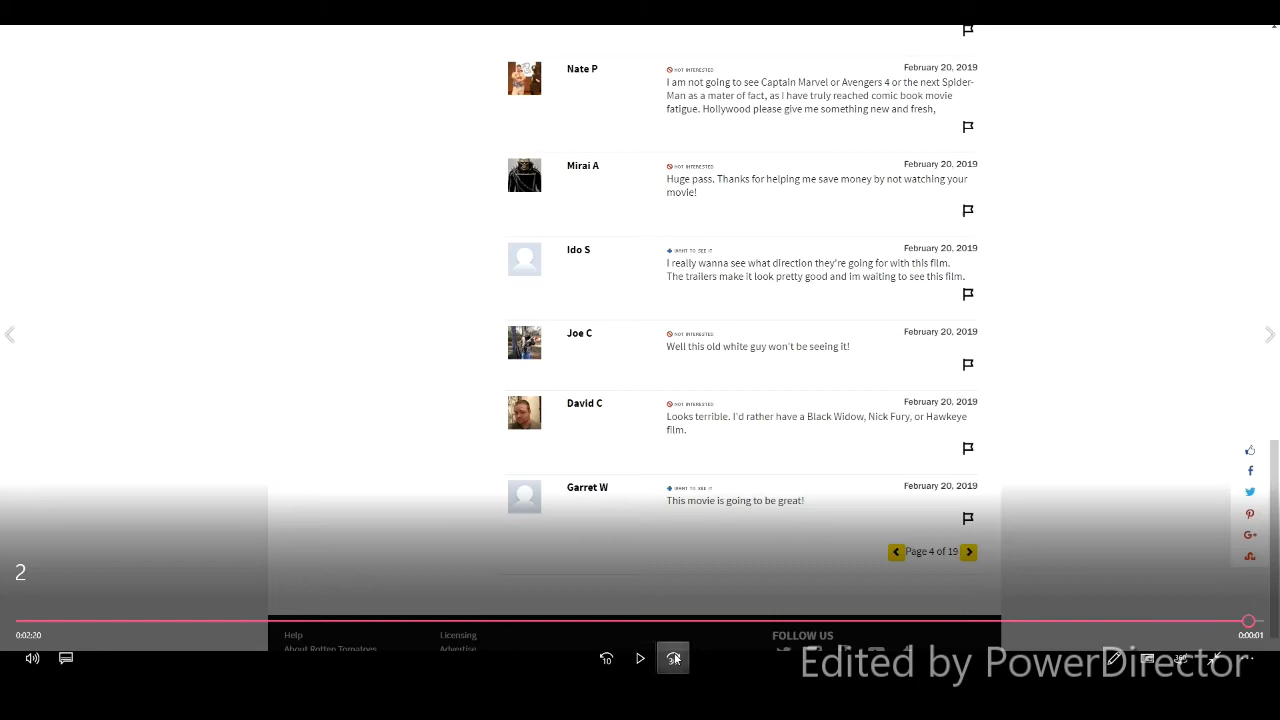 Nate P
NOT INTERESTED
February 20, 2019
I am not going to see Captain Marvel or Avengers 4 or the next Spider-
Man as a mater of fact, as I have truly reached comic book movie
fatigue. Hollywood please give me something new and fresh,
Mirai A
NOT INTERESTED
February 20, 2019
Huge pass. Thanks for helping me save money by not watching your
movie!
Ido S
WANT TO SEE IT
February 20, 2019
I really wanna see what direction they're going for with this film.
The trailers make it look pretty good and im waiting to see this film.
Joe C
NOT INTERESTED
February 20, 2019
Well this old white guy won't be seeing it!
David C
NOT INTERESTED
February 20, 2019
Looks terrible. I'd rather have a Black Widow, Nick Fury, or Hawkeye
film.
Garret W
WANT TO SEE IT
February 20, 2019
This movie is going to be great!
Page 4 of 19
2
0:02:20
0:00:01
Help
Licensing
FOLLOW US
About Rotten Tomatoes
Advertise
10
30
360
Edited by PowerDirector